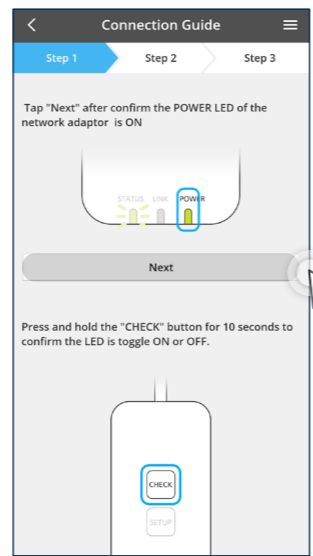 Connection Guide
Step 1 Step 2 Step 3
Tap "Next" after confirm the POWER LED of the
network adaptor is ON
STATUS LINK POWER
Next
Press and hold the "CHECK" button for 10 seconds to
confirm the LED is toggle ON or OFF.
CHECK
SETUP